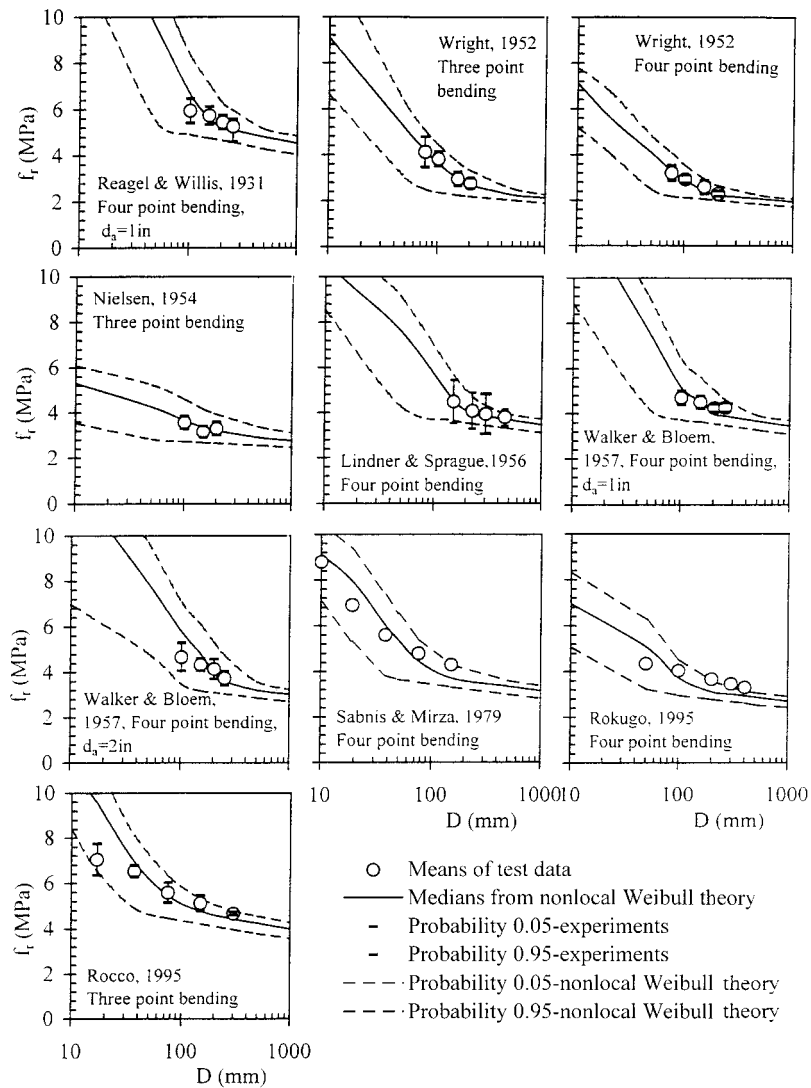 10
8
6
4
2
0
f_r (MPa)
Reagel & Willis, 1931
Four point bending,
d_a=1in
Wright, 1952
Three point
bending
Wright, 1952
Four point bending
10
8
6
4
2
0
f_r (MPa)
Nielsen, 1954
Three point bending
Lindner & Sprague,1956
Four point bending
Walker & Bloem,
1957, Four point bending,
d_a=1in
10
8
6
4
2
0
f_r (MPa)
Walker & Bloem,
1957, Four point bending,
d_a=2in
Sabnis & Mirza, 1979
Four point bending
10 100 1000
D (mm)
Rokugo, 1995
Four point bending
10 100 1000
D (mm)
10
8
6
4
2
0
f_r (MPa)
Rocco, 1995
Three point bending
10 100 1000
D (mm)
Means of test data
Medians from nonlocal Weibull theory
Probability 0.05-experiments
Probability 0.95-experiments
Probability 0.05-nonlocal Weibull theory
Probability 0.95-nonlocal Weibull theory